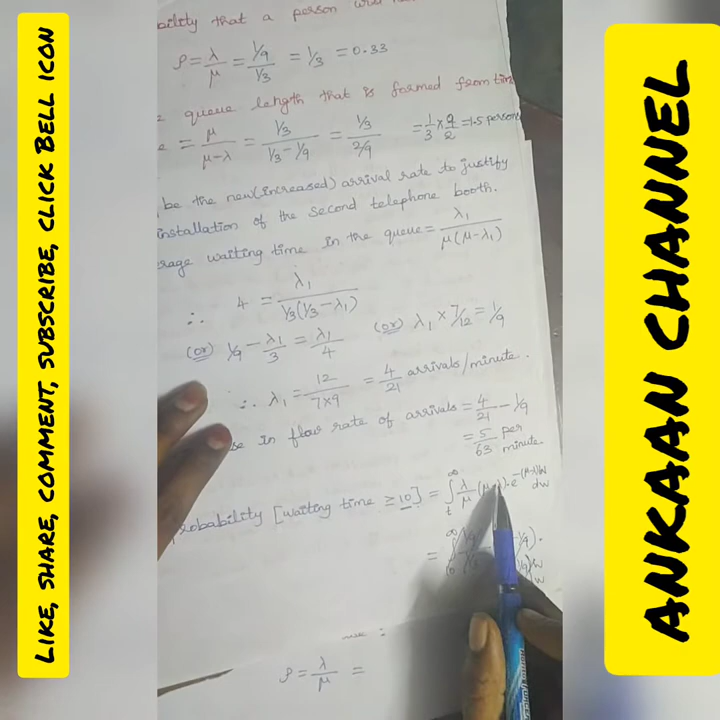 LIKE, SHARE, COMMENT, SUBSCRIBE, CLICK BELL ICON
bility that a person
ρ = λ/μ = (1/9)/(1/3) = 1/3 = 0.33
queue length that is formed from tim
= μ/(μ-λ) = (1/3)/(1/3 - 1/9) = (1/3)/(2/9) = 1/3 × 9/2 = 1.5 persons
be the new (increased) arrival rate to justify
installation of the second telephone booth.
rage waiting time in the queue = λ₁/(μ(μ-λ₁))
∴ 4 = λ₁/(1/3(1/3 - λ₁))
(or) 1/9 - λ₁/3 = λ₁/4 (or) λ₁ × 7/12 = 1/9
∴ λ₁ = 12/(7×9) = 4/21 arrivals/minute.
se in flow rate of arrivals = 4/21 - 1/9
= 5/63 per minute.
robability [waiting time ≥ 10] = ∫ₜ^∞ λ/μ (μ-λ) · e^-(μ-λ)w dw
ρ = λ/μ =
ANKAAN CHANNEL